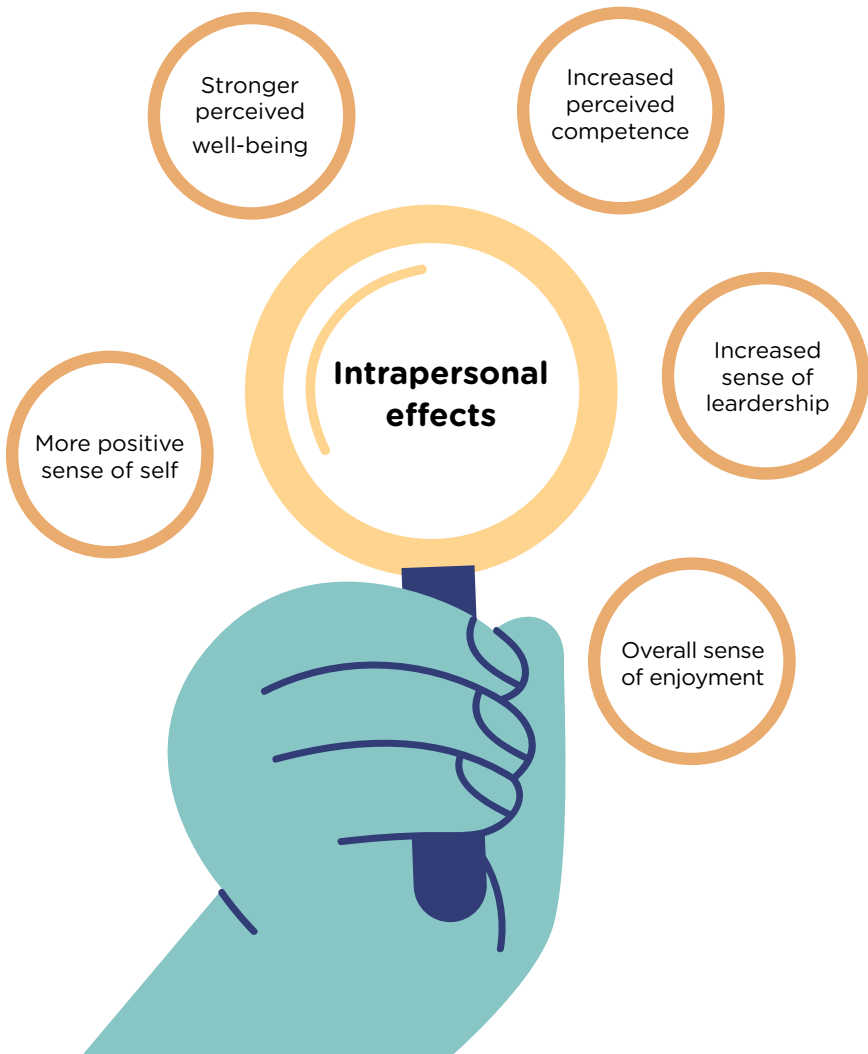 Stronger
perceived
well-being
Increased
perceived
competence
Intrapersonal
effects
Increased
sense of
leardership
More positive
sense of self
Overall sense
of enjoyment